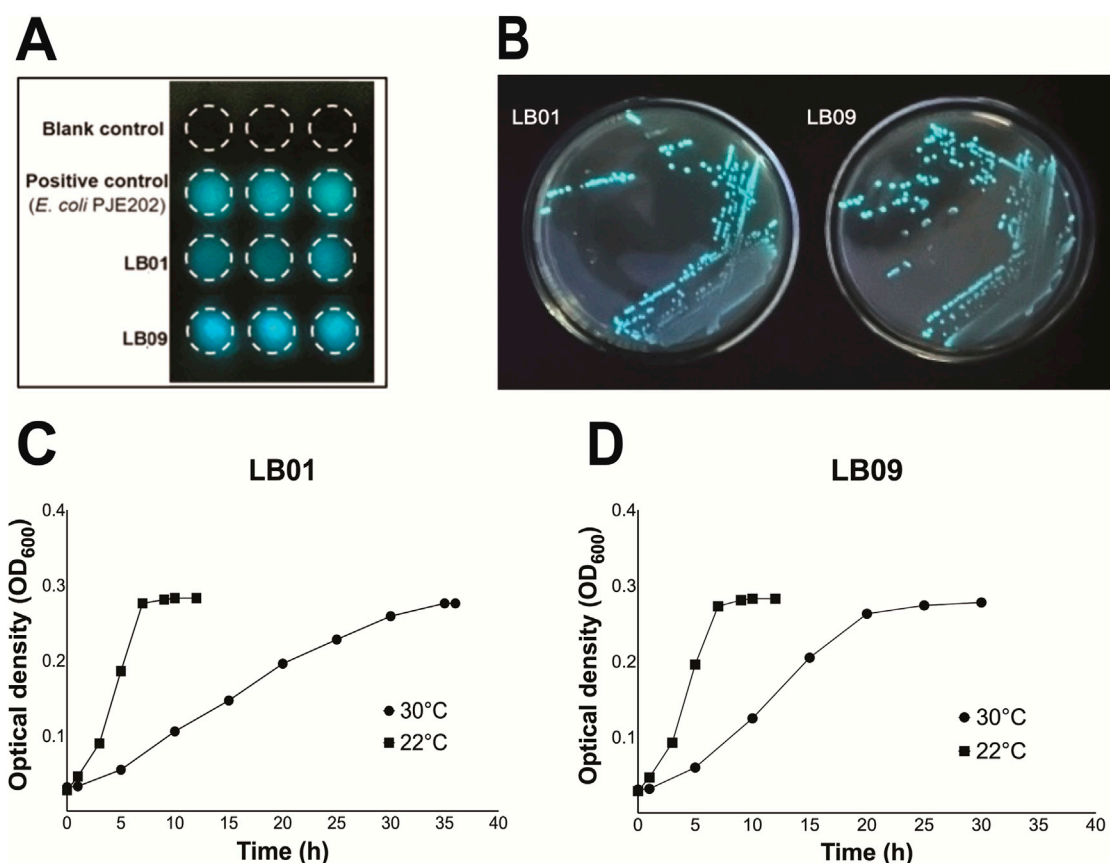 A
Blank control
Positive control
(E. coli PJE202)
LB01
LB09
B
LB01
LB09
C
LB01
Optical density (OD600)
0.4
0.3
0.2
0.1
30°C
22°C
0 5 10 15 20 25 30 35 40
Time (h)
D
LB09
Optical density (OD600)
0.4
0.3
0.2
0.1
30°C
22°C
0 5 10 15 20 25 30 35 40
Time (h)